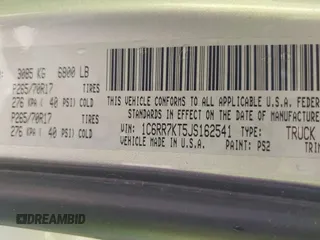 3085 KG 6800 LB
P265/70R17 TIRES
276 KPA ( 40 PSI) COLD
P265/70R17 TIRES
276 KPA ( 40 PSI) COLD
THIS VEHICLE CONFORMS TO ALL APPLICABLE U.S.A. FED
STANDARDS IN EFFECT ON THE DATE OF MANUFACTURE
VIN: 1C6RR7KT5JS162541 TYPE: TRUCK
MADE IN U.S.A. PAINT: PS2
DREAMBID